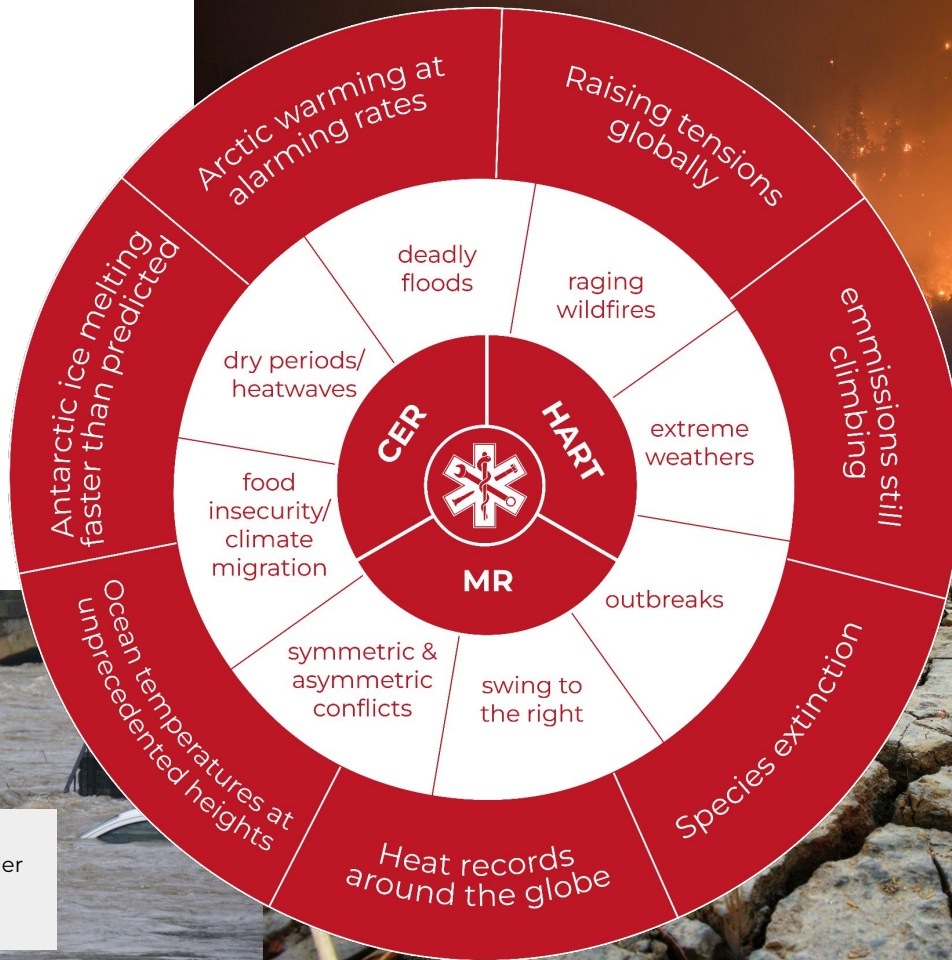 Arctic warming at
alarming rates
Raising tensions
globally
emmissions still
climbing
Species extinction
Heat records
around the globe
Ocean temperatures at
unprecedented heights
Antarctic ice melting
faster than predicted
deadly
floods
raging
wildfires
extreme
weathers
outbreaks
swing to
the right
symmetric &
asymmetric
conflicts
food
insecurity/
climate
migration
dry periods/
heatwaves
CER
HART
MR